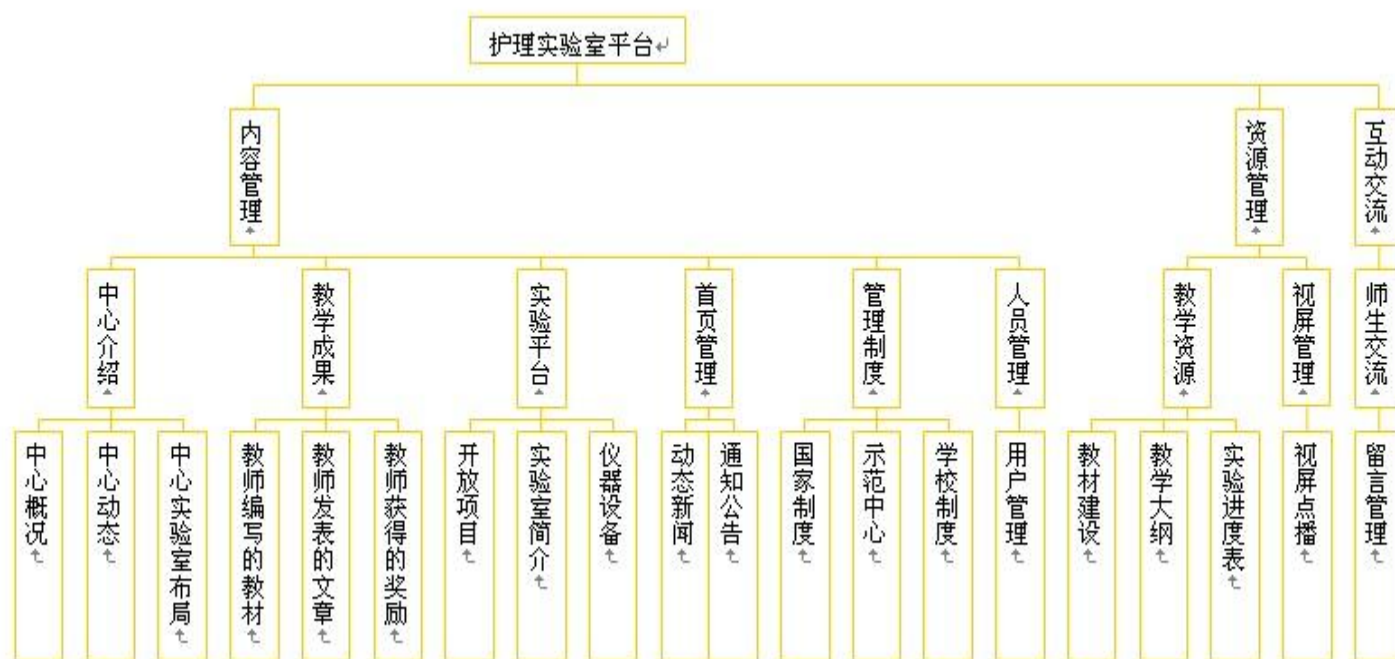 护理实验室平台
内容管理
资源管理
互动交流
中心介绍
教学成果
实验平台
首页管理
管理制度
人员管理
教学资源
视屏管理
师生交流
中心概况
中心动态
中心实验室布局
教师编写的教材
教师发表的文章
教师获得的奖励
开放项目
实验室简介
仪器设备
动态新闻
通知公告
国家制度
示范中心
学校制度
用户管理
教材建设
教学大纲
实验进度表
视屏点播
留言管理